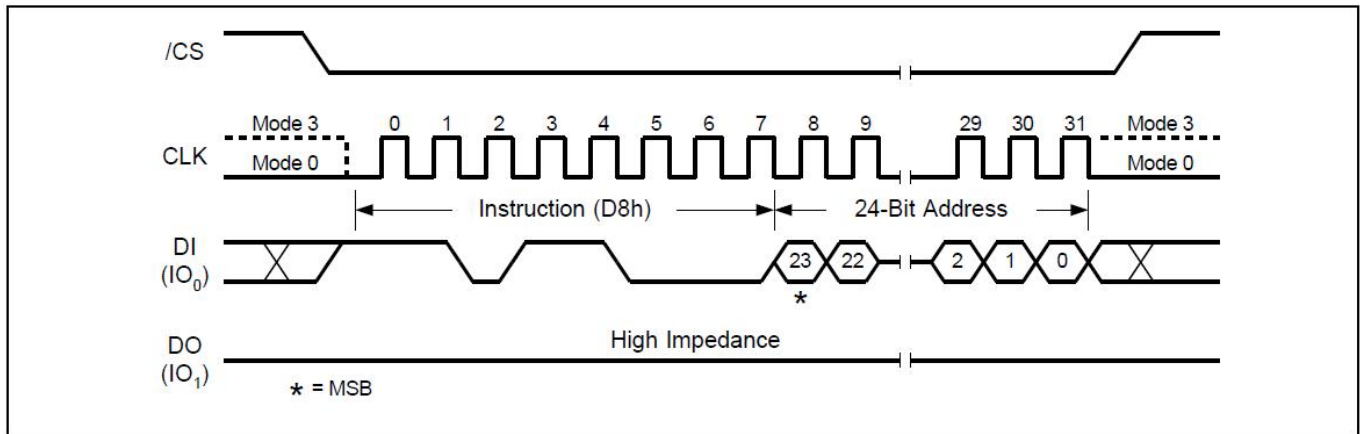 /CS
Mode 3 0 1 2 3 4 5 6 7 8 9 29 30 31 Mode 3
CLK Mode 0 Mode 0
Instruction (D8h) 24-Bit Address
DI
(IO₀) 23 22 2 1 0
*
High Impedance
DO
(IO₁)
* = MSB